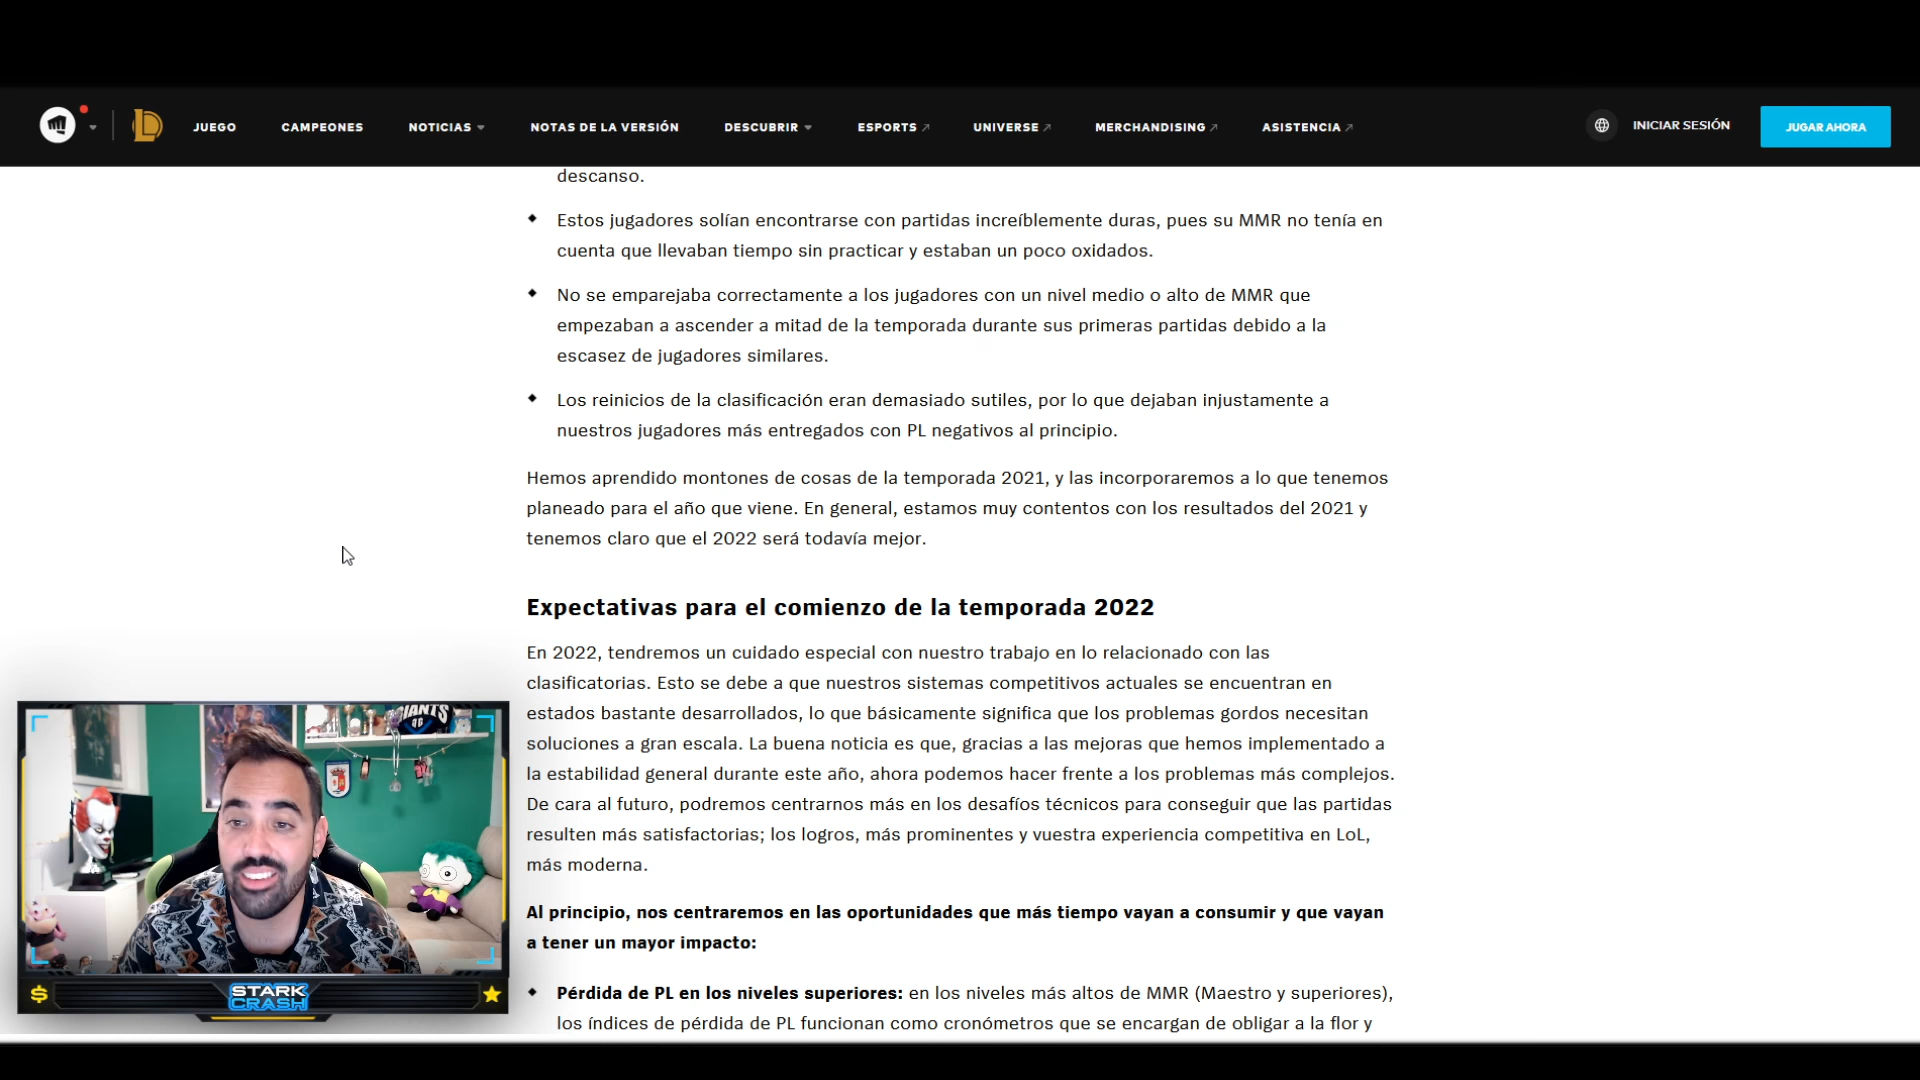 JUEGO CAMPEONES NOTICIAS NOTAS DE LA VERSIÓN DESCUBRIR ESPORTS UNIVERSE MERCHANDISING ASISTENCIA INICIAR SESIÓN JUGAR AHORA
descanso.
Estos jugadores solían encontrarse con partidas increíblemente duras, pues su MMR no tenía en
cuenta que llevaban tiempo sin practicar y estaban un poco oxidados.
No se emparejaba correctamente a los jugadores con un nivel medio o alto de MMR que
empezaban a ascender a mitad de la temporada durante sus primeras partidas debido a la
escasez de jugadores similares.
Los reinicios de la clasificación eran demasiado sutiles, por lo que dejaban injustamente a
nuestros jugadores más entregados con PL negativos al principio.
Hemos aprendido montones de cosas de la temporada 2021, y las incorporaremos a lo que tenemos
planeado para el año que viene. En general, estamos muy contentos con los resultados del 2021 y
tenemos claro que el 2022 será todavía mejor.
Expectativas para el comienzo de la temporada 2022
En 2022, tendremos un cuidado especial con nuestro trabajo en lo relacionado con las
clasificatorias. Esto se debe a que nuestros sistemas competitivos actuales se encuentran en
estados bastante desarrollados, lo que básicamente significa que los problemas gordos necesitan
soluciones a gran escala. La buena noticia es que, gracias a las mejoras que hemos implementado a
la estabilidad general durante este año, ahora podemos hacer frente a los problemas más complejos.
De cara al futuro, podremos centrarnos más en los desafíos técnicos para conseguir que las partidas
resulten más satisfactorias; los logros, más prominentes y vuestra experiencia competitiva en LoL,
más moderna.
Al principio, nos centraremos en las oportunidades que más tiempo vayan a consumir y que vayan
a tener un mayor impacto:
Pérdida de PL en los niveles superiores: en los niveles más altos de MMR (Maestro y superiores),
los índices de pérdida de PL funcionan como cronómetros que se encargan de obligar a la flor y
GIANTS
$ STARK
CRASH